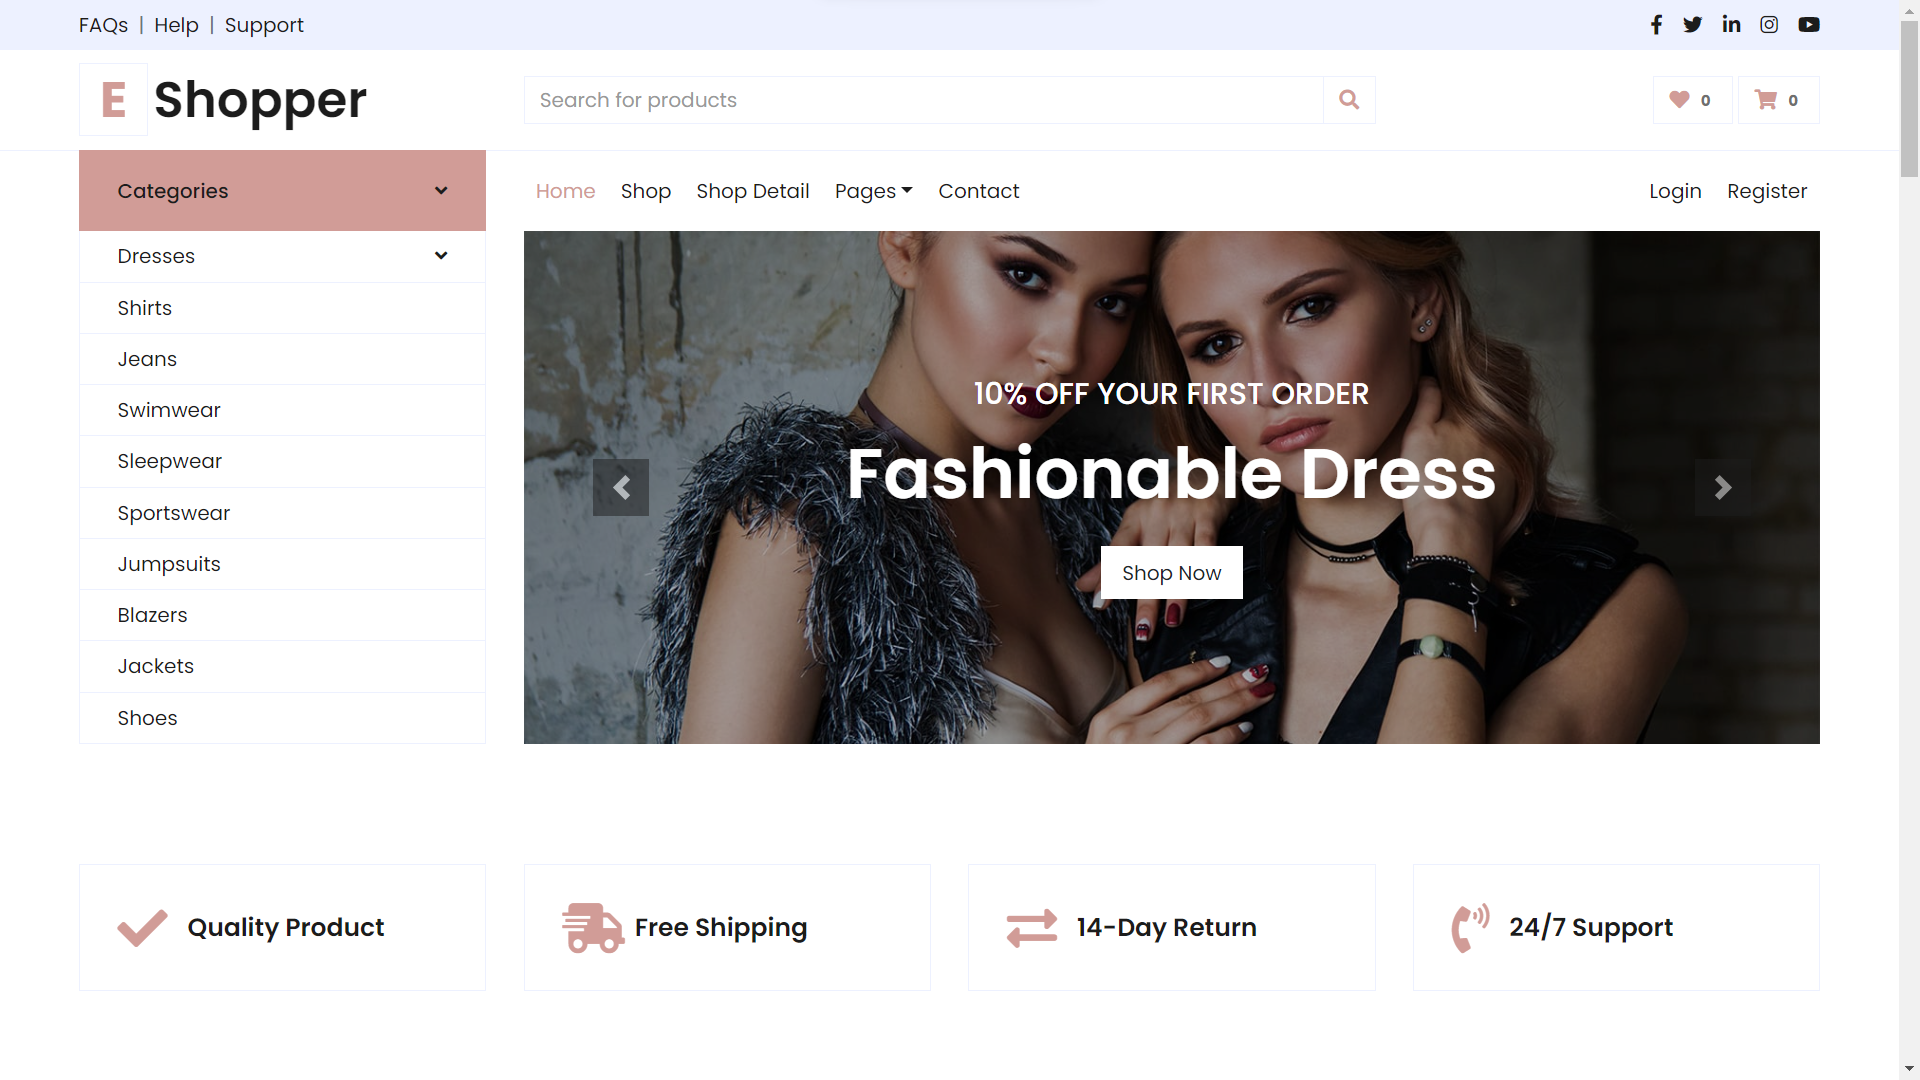 FAQs | Help | Support
E Shopper
Search for products
0
0
Categories
Home Shop Shop Detail Pages Contact
Login Register
Dresses
Shirts
Jeans
Swimwear
Sleepwear
Sportswear
Jumpsuits
Blazers
Jackets
Shoes
10% OFF YOUR FIRST ORDER
Fashionable Dress
Shop Now
Quality Product
Free Shipping
14-Day Return
24/7 Support